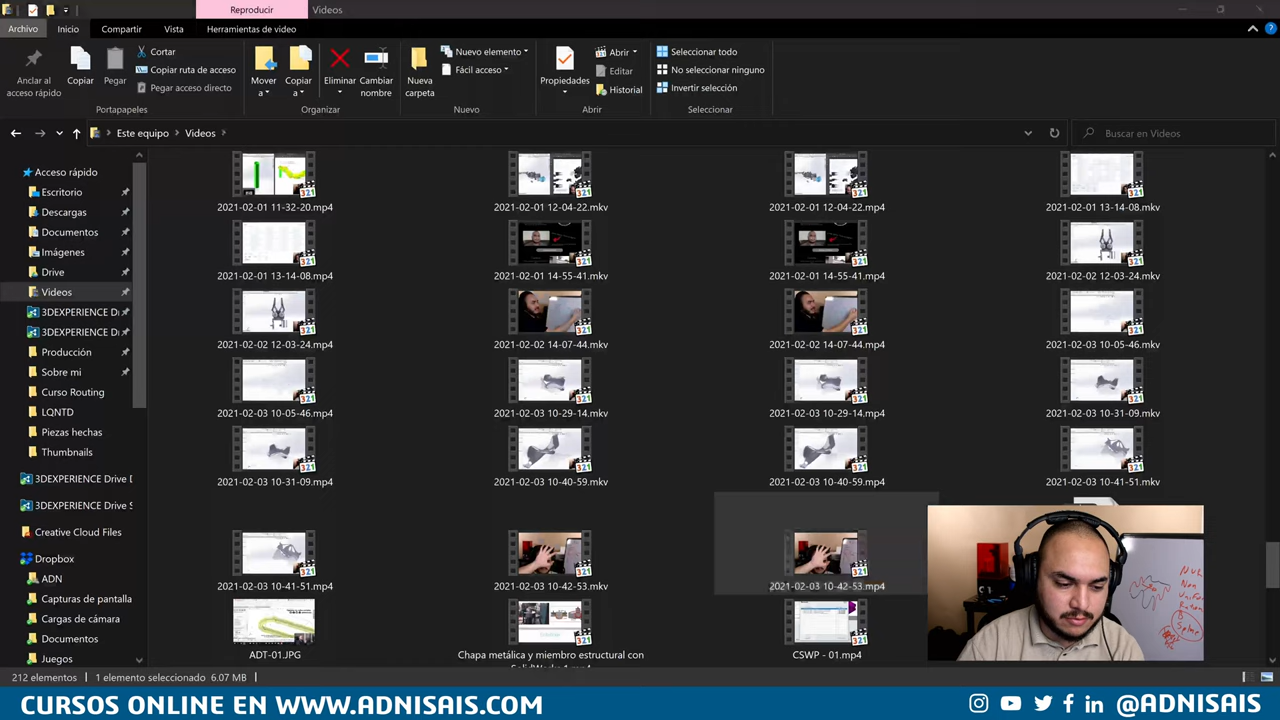 Reproducir
Videos
Archivo
Inicio
Compartir
Vista
Herramientas de video
Anclar al
acceso rápido
Copiar
Pegar
Cortar
Copiar ruta de acceso
Pegar acceso directo
Portapapeles
Mover
a
Copiar
a
Eliminar
Cambiar
nombre
Organizar
Nueva
carpeta
Nuevo elemento
Fácil acceso
Nuevo
Propiedades
Abrir
Editar
Historial
Abrir
Seleccionar todo
No seleccionar ninguno
Invertir selección
Seleccionar
Este equipo
Videos
Buscar en Videos
Acceso rápido
Escritorio
Descargas
Documentos
Imágenes
Drive
Videos
3DEXPERIENCE D
3DEXPERIENCE Dr
Producción
Sobre mi
Curso Routing
LQNTD
Piezas hechas
Thumbnails
3DEXPERIENCE Drive D
3DEXPERIENCE Drive S
Creative Cloud Files
Dropbox
ADN
Capturas de pantalla
Cargas de cámara
Documentos
Juegos
2021-02-01 11-32-20.mp4
2021-02-01 12-04-22.mkv
2021-02-01 12-04-22.mp4
2021-02-01 13-14-08.mkv
2021-02-01 13-14-08.mp4
2021-02-01 14-55-41.mkv
2021-02-01 14-55-41.mp4
2021-02-02 12-03-24.mkv
2021-02-02 12-03-24.mp4
2021-02-02 14-07-44.mkv
2021-02-02 14-07-44.mp4
2021-02-03 10-05-46.mkv
2021-02-03 10-05-46.mp4
2021-02-03 10-29-14.mkv
2021-02-03 10-29-14.mp4
2021-02-03 10-31-09.mkv
2021-02-03 10-31-09.mp4
2021-02-03 10-40-59.mkv
2021-02-03 10-40-59.mp4
2021-02-03 10-41-51.mkv
2021-02-03 10-41-51.mp4
2021-02-03 10-42-53.mkv
2021-02-03 10-42-53.mp4
ADT-01.JPG
Chapa metálica y miembro estructural con
SolidWorks 1.mp4
CSWP - 01.mp4
212 elementos
1 elemento seleccionado 6.07 MB
CURSOS ONLINE EN WWW.ADNISAIS.COM
@ADNISAIS